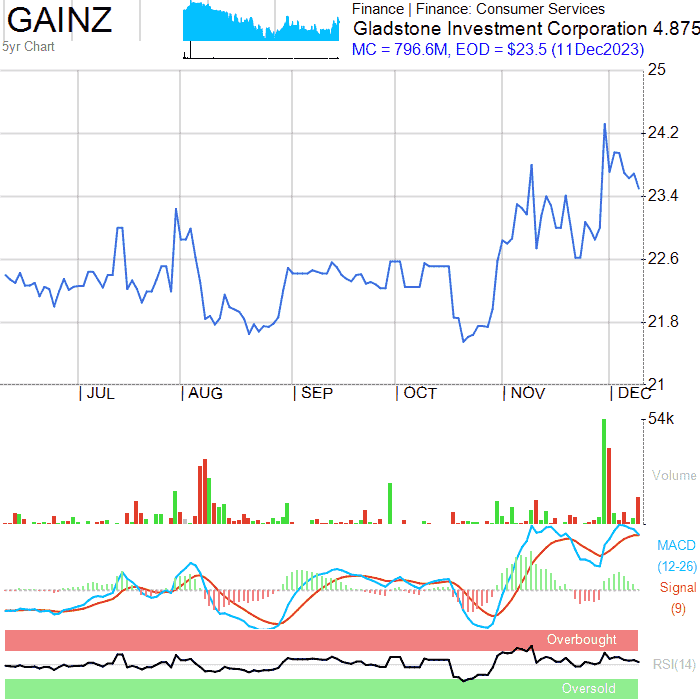 GAINZ
5yr Chart
Finance | Finance: Consumer Services
Gladstone Investment Corporation 4.875
MC = 796.6M, EOD = $23.5 (11Dec2023)
25
24.2
23.4
22.6
21.8
21
JUL
AUG
SEP
OCT
NOV
DEC
54k
Volume
MACD
(12-26)
Signal
(9)
Overbought
RSI(14)
Oversold